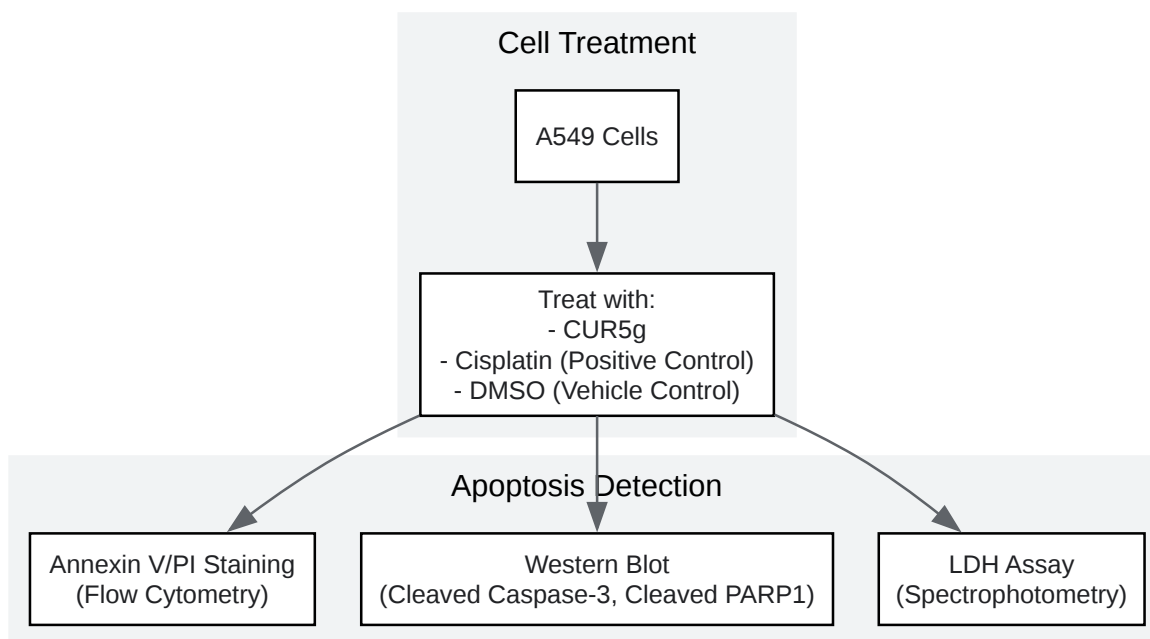 Cell Treatment
A549 Cells
Treat with:
- CUR5g
- Cisplatin (Positive Control)
- DMSO (Vehicle Control)
Apoptosis Detection
Annexin V/PI Staining
(Flow Cytometry)
Western Blot
(Cleaved Caspase-3, Cleaved PARP1)
LDH Assay
(Spectrophotometry)